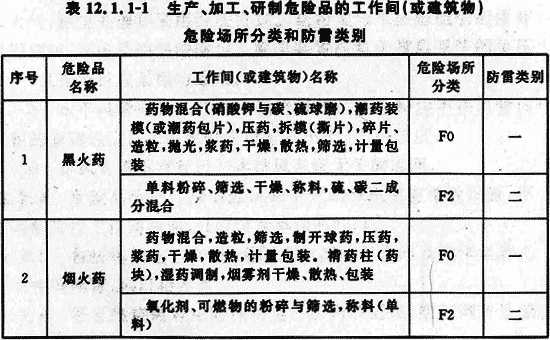 表 12.1.1-1 生产、加工、研制危险品的工作间(或建筑物)
危险场所分类和防雷类别
序号
危险品
名称
工作间(或建筑物)名称
危险场所
分类
防雷类别
1
黑火药
药物混合(硝酸钾与碳、硫球磨),潮药装
模(或潮药包片),压药,拆模(撕片),碎片、
造粒,抛光,浆药,干燥,散热,筛选,计量包
装
F0
一
单料粉碎、筛选、干燥、称料,硫、碳二成
分混合
F2
二
2
烟火药
药物混合,造粒,筛选,制开球药,压药,
浆药,干燥,散热,计量包装。褙药柱(药
块),湿药调制,烟雾剂干燥、散热、包装
F0
一
氧化剂、可燃物的粉碎与筛选,称料(单
料)
F2
二